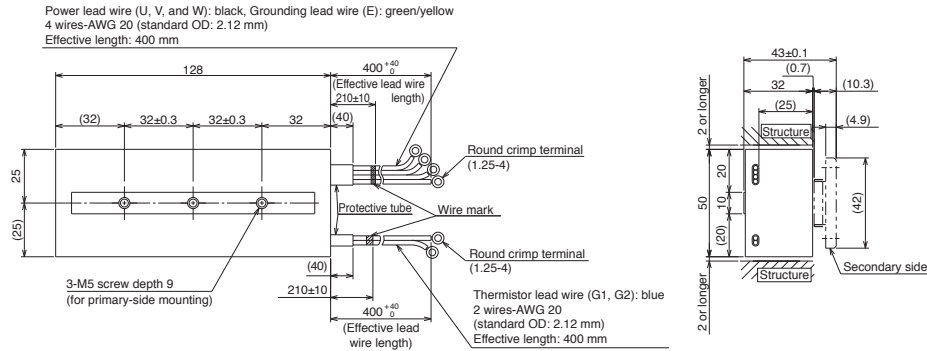 Power lead wire (U, V, and W): black, Grounding lead wire (E): green/yellow
4 wires-AWG 20 (standard OD: 2.12 mm)
Effective length: 400 mm
128
400 +40 0
(Effective lead wire length)
210±10
(32)
32±0.3
32±0.3
32
(40)
25
(25)
Round crimp terminal
(1.25-4)
Protective tube
Wire mark
3-M5 screw depth 9
(for primary-side mounting)
(40)
210±10
400 +40 0
(Effective lead
wire length)
Round crimp terminal
(1.25-4)
Thermistor lead wire (G1, G2): blue
2 wires-AWG 20
(standard OD: 2.12 mm)
Effective length: 400 mm
43±0.1
(0.7)
32
(10.3)
(25)
(4.9)
2 or longer
Structure
50
20
10
(20)
(42)
Secondary side
Structure
2 or longer